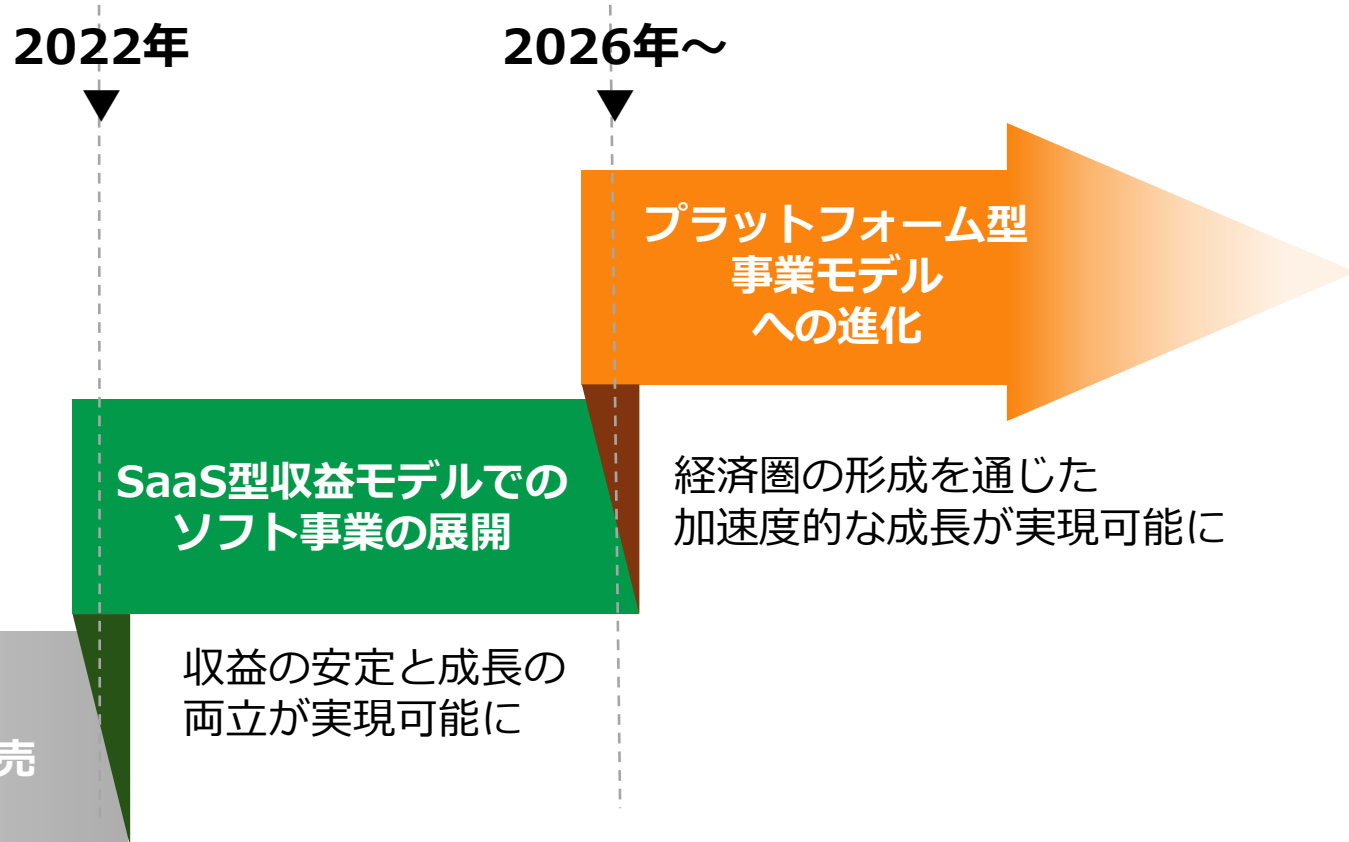 2022年
2026年～
プラットフォーム型
事業モデル
への進化
SaaS型収益モデルでの
ソフト事業の展開
経済圏の形成を通じた
加速度的な成長が実現可能に
収益の安定と成長の
両立が実現可能に
売